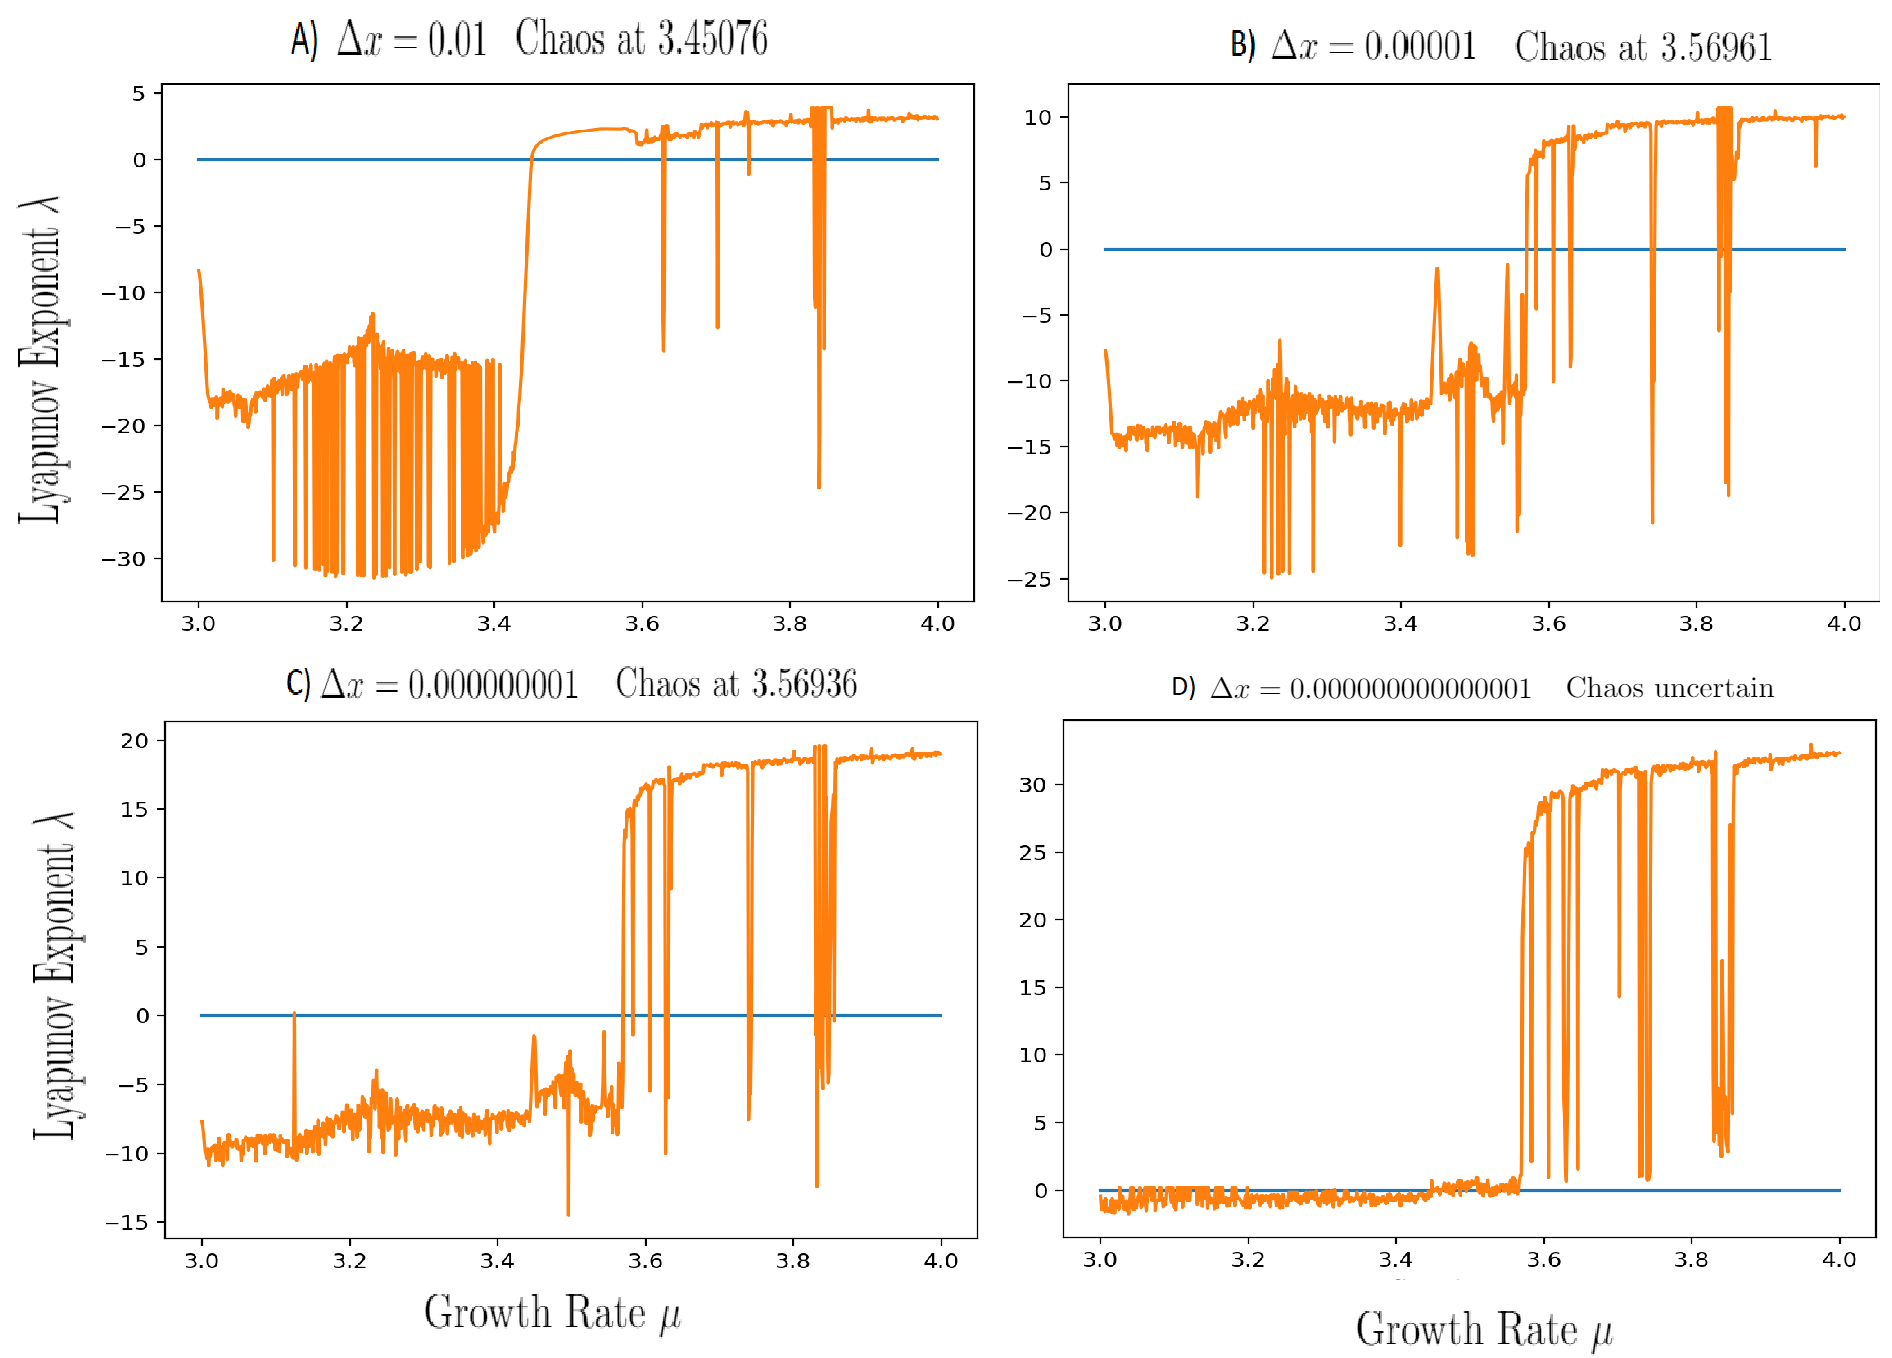 A) Δx = 0.01 Chaos at 3.45076
B) Δx = 0.00001 Chaos at 3.56961
Lyapunov Exponent λ
5
0
−5
−10
−15
−20
−25
−30
3.0 3.2 3.4 3.6 3.8 4.0
10
5
0
−5
−10
−15
−20
−25
3.0 3.2 3.4 3.6 3.8 4.0
C) Δx = 0.000000001 Chaos at 3.56936
D) Δx = 0.000000000000001 Chaos uncertain
Lyapunov Exponent λ
20
15
10
5
0
−5
−10
−15
3.0 3.2 3.4 3.6 3.8 4.0
Growth Rate μ
30
25
20
15
10
5
0
3.0 3.2 3.4 3.6 3.8 4.0
Growth Rate μ